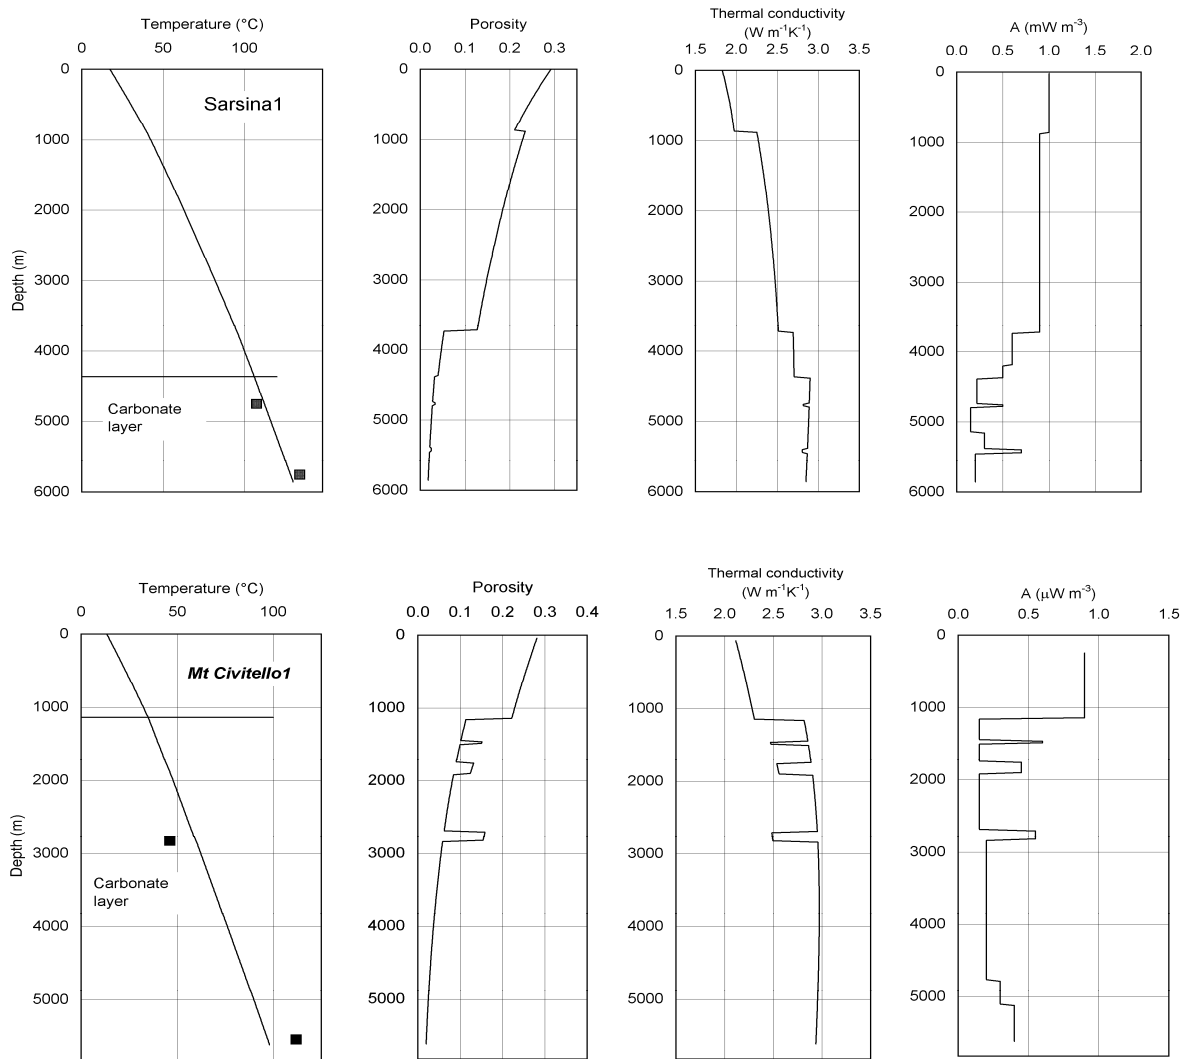 Temperature (°C)
0 50 100
Depth (m)
0
1000
2000
3000
4000
5000
6000
Sarsina1
Carbonate
layer
Porosity
0.0 0.1 0.2 0.3
0
1000
2000
3000
4000
5000
6000
Thermal conductivity
(W m⁻¹K⁻¹)
1.5 2.0 2.5 3.0 3.5
0
1000
2000
3000
4000
5000
6000
A (mW m⁻³)
0.0 0.5 1.0 1.5 2.0
0
1000
2000
3000
4000
5000
6000
Temperature (°C)
0 50 100
Depth (m)
0
1000
2000
3000
4000
5000
Mt Civitello1
Carbonate
layer
Porosity
0.0 0.1 0.2 0.3 0.4
0
1000
2000
3000
4000
5000
Thermal conductivity
(W m⁻¹K⁻¹)
1.5 2.0 2.5 3.0 3.5
0
1000
2000
3000
4000
5000
A (μW m⁻³)
0.0 0.5 1.0 1.5
0
1000
2000
3000
4000
5000